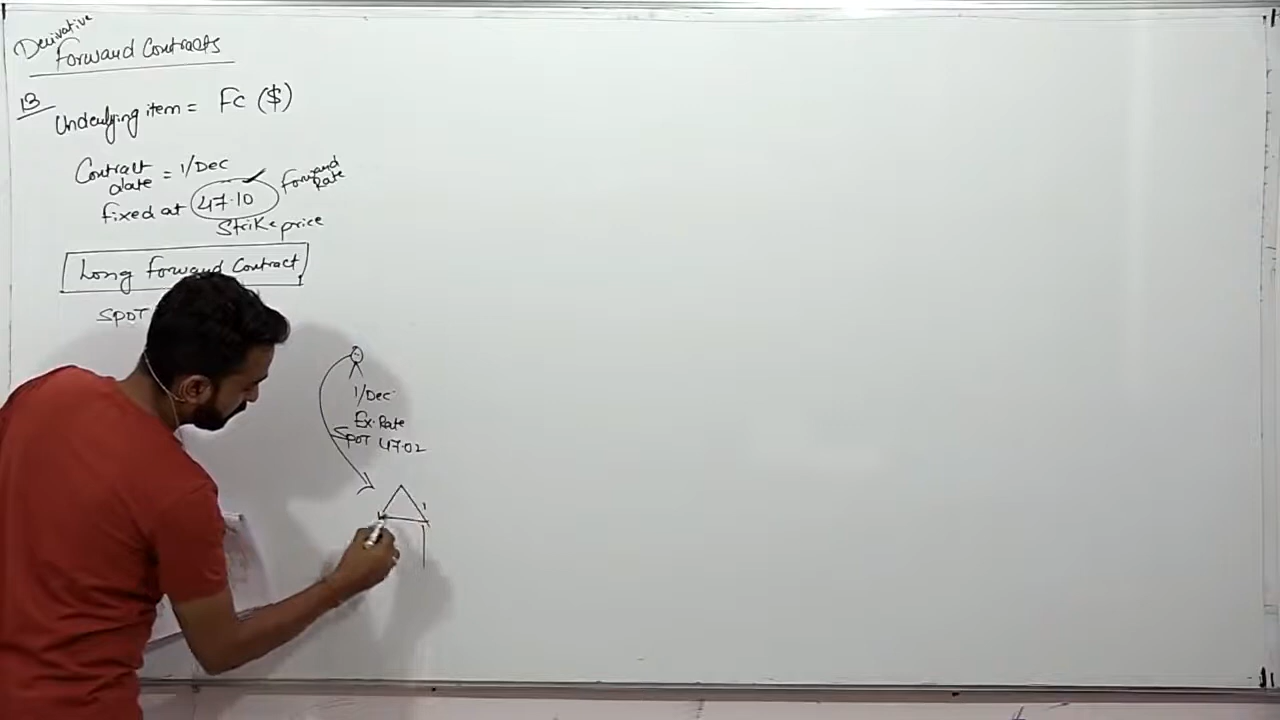 Derivative
Forward Contracts
13
Underlying item = FC ($)
Contract date = 1/Dec
fixed at 47.10 Forward Rate
Strike price
Long Forward Contract
SPOT
1/Dec
Ex. Rate
SPOT 47.02